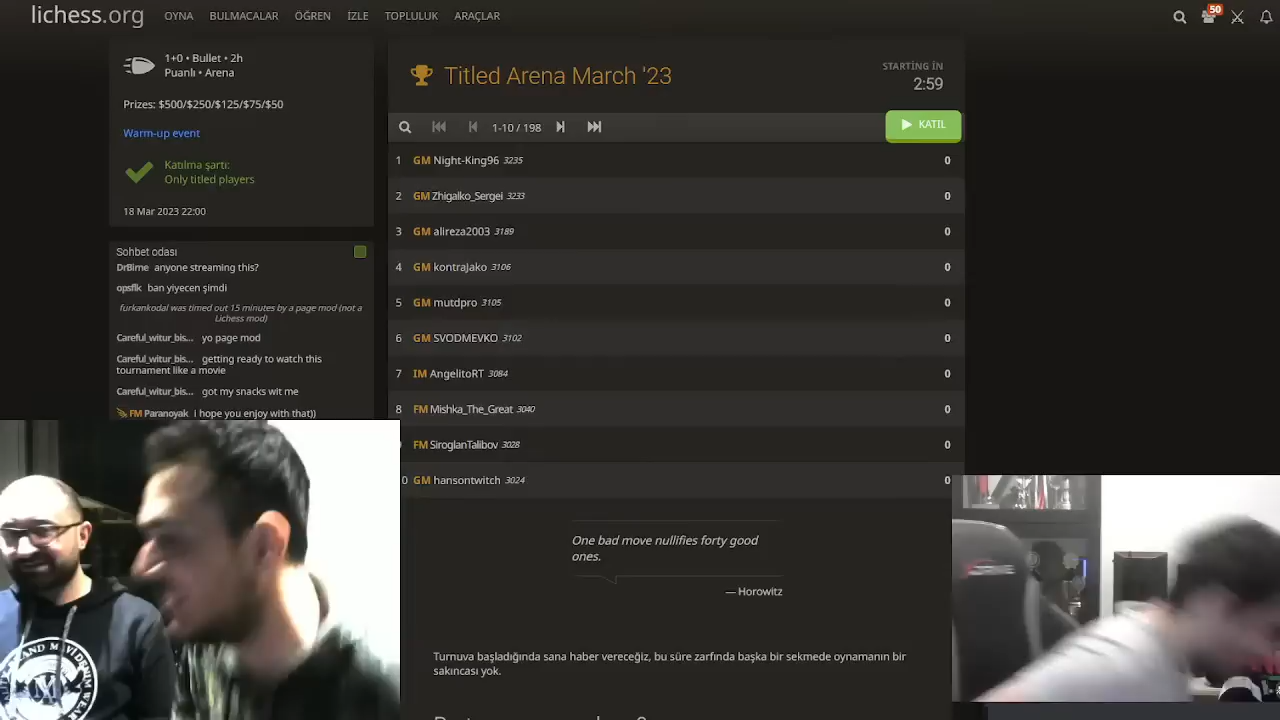 lichess.org OYNA BULMACALAR ÖĞREN İZLE TOPLULUK ARAÇLAR
50
1+0 • Bullet • 2h
Puanlı • Arena
Prizes: $500/$250/$125/$75/$50
Warm-up event
Katılma şartı:
Only titled players
18 Mar 2023 22:00
Sohbet odası
DrBime anyone streaming this?
opsflk ban yiyecen şimdi
furkankodal was timed out 15 minutes by a page mod (not a
Lichess mod)
Careful_witur_bis... yo page mod
Careful_witur_bis... getting ready to watch this
tournament like a movie
Careful_witur_bis... got my snacks wit me
FM Paranoyak i hope you enjoy with that))
Titled Arena March '23
STARTİNG İN
2:59
1-10 / 198
KATIL
1 GM Night-King96 3235 0
2 GM Zhigalko_Sergei 3233 0
3 GM alireza2003 3189 0
4 GM kontrajako 3106 0
5 GM mutdpro 3105 0
6 GM SVODMEVKO 3102 0
7 IM AngelitoRT 3084 0
8 FM Mishka_The_Great 3040 0
FM SiroglanTalibov 3028 0
0 GM hansontwitch 3024 0
One bad move nullifies forty good
ones.
— Horowitz
Turnuva başladığında sana haber vereceğiz, bu süre zarfında başka bir sekmede oynamanın bir
sakıncası yok.
AND MAVİ DENIM WEAR
M